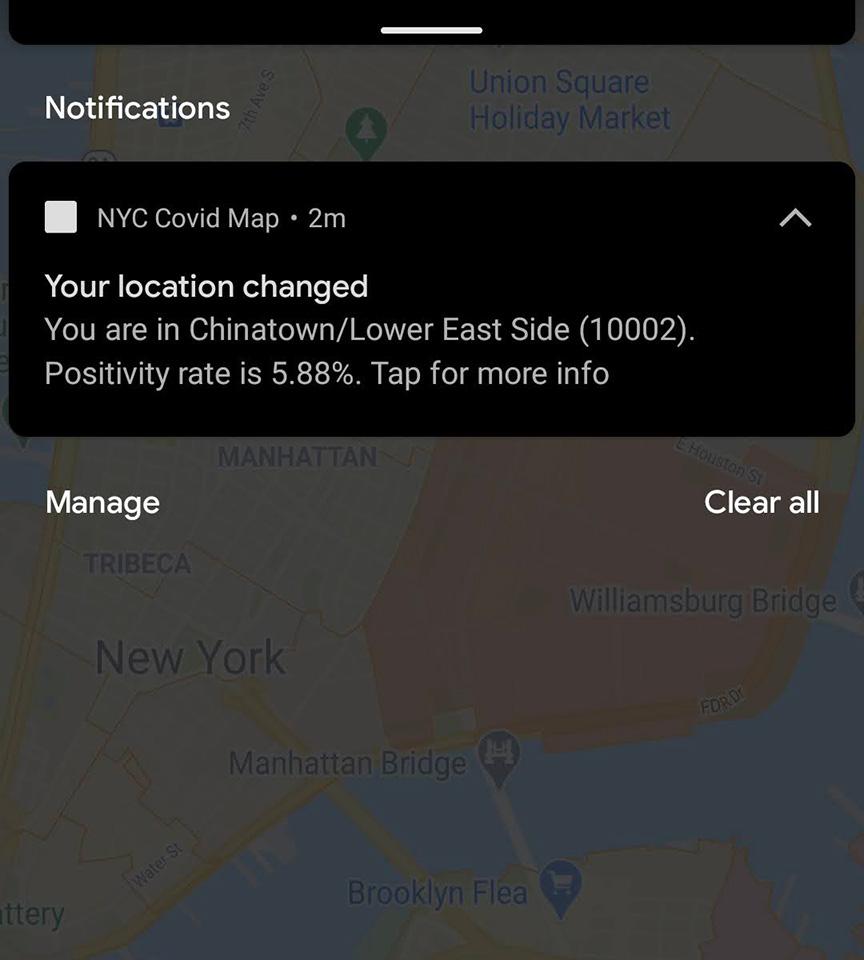 Union Square
Holiday Market
7th Ave S
Notifications
NYC Covid Map • 2m
Your location changed
You are in Chinatown/Lower East Side (10002).
Positivity rate is 5.88%. Tap for more info
MANHATTAN
E Houston St
Manage
Clear all
TRIBECA
Williamsburg Bridge
New York
FDR Dr
Manhattan Bridge
Water St
Brooklyn Flea
attery